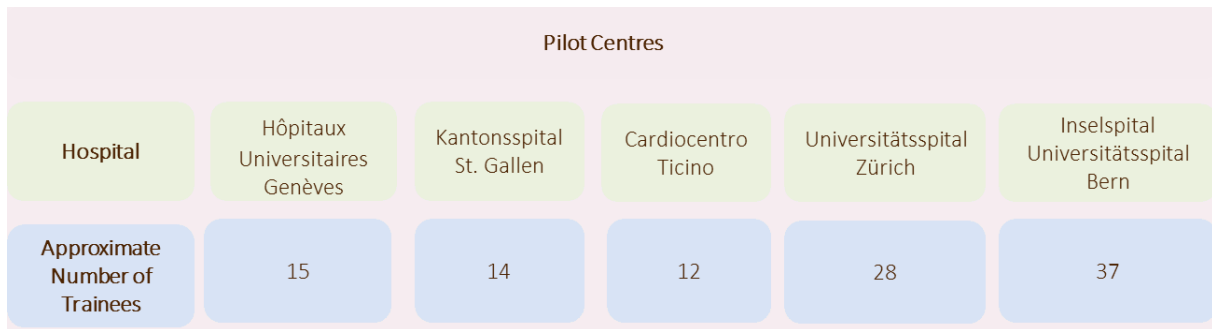 Pilot Centres
Hospital
Hôpitaux
Universitaires
Genèves
Kantonsspital
St. Gallen
Cardiocentro
Ticino
Universitätsspital
Zürich
Inselspital
Universitätsspital
Bern
Approximate
Number of
Trainees
15
14
12
28
37